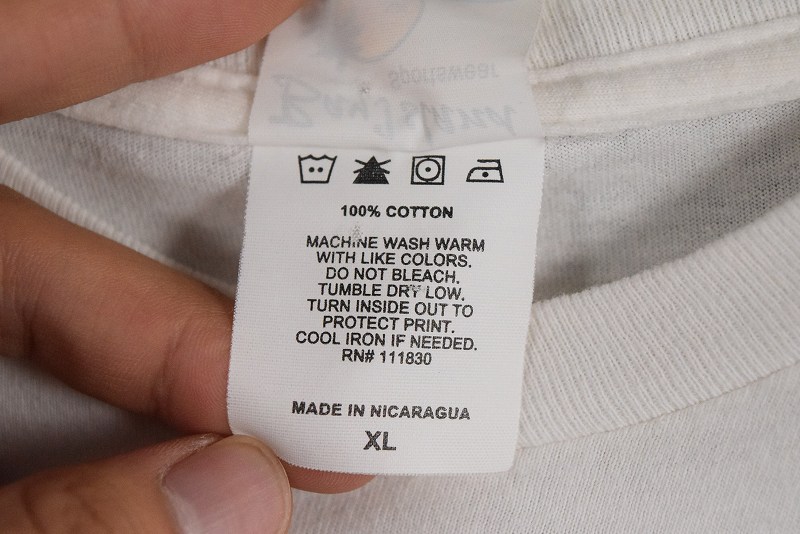 sportswear
100% COTTON
MACHINE WASH WARM
WITH LIKE COLORS.
DO NOT BLEACH.
TUMBLE DRY LOW.
TURN INSIDE OUT TO
PROTECT PRINT.
COOL IRON IF NEEDED.
RN# 111830
MADE IN NICARAGUA
XL